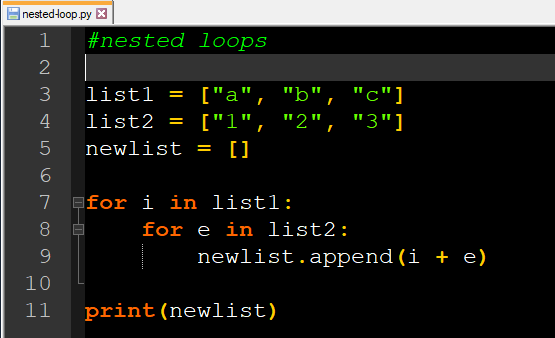 nested-loop.py
1 #nested loops
2
3 list1 = ["a", "b", "c"]
4 list2 = ["1", "2", "3"]
5 newlist = []
6
7 for i in list1:
8     for e in list2:
9         newlist.append(i + e)
10
11 print(newlist)